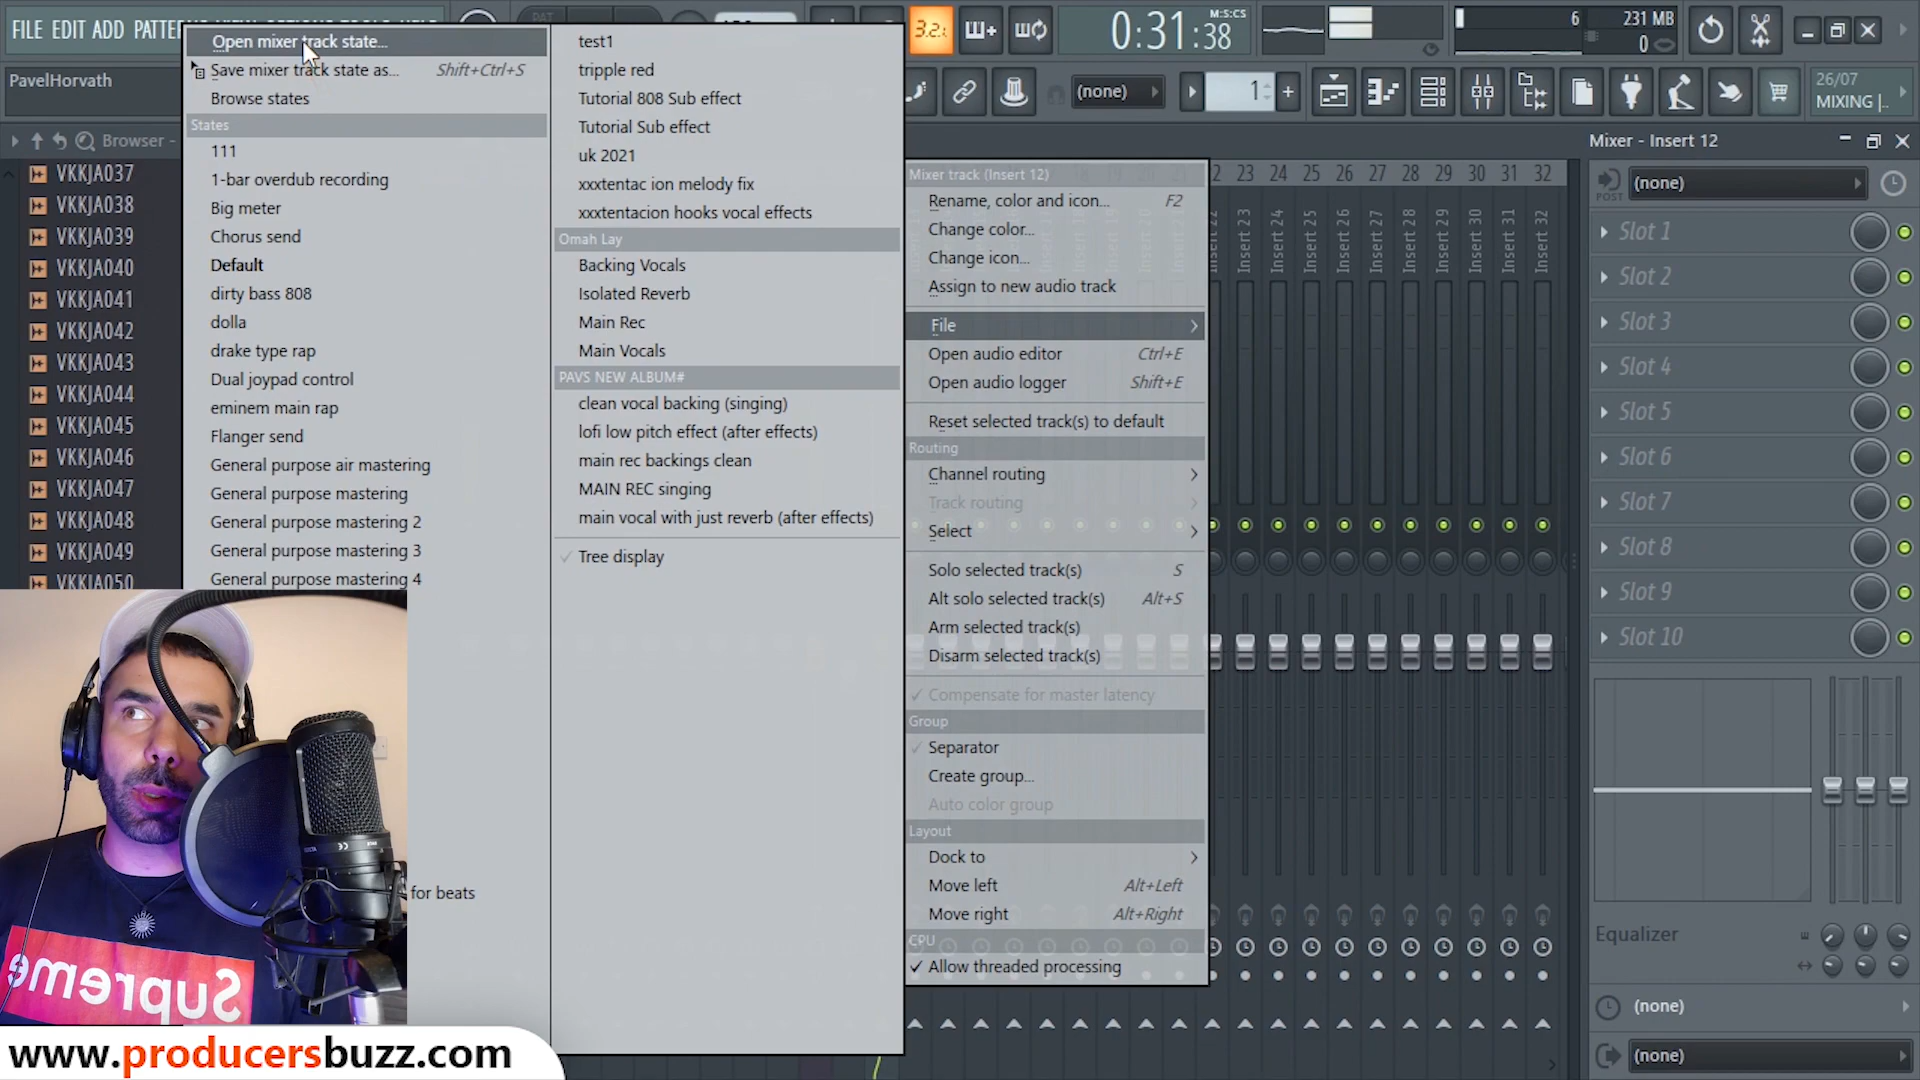 FILE EDIT ADD PATTERNS VIEW OPTIONS TOOLS HELP
PAT
3.2.
0:31:38
M:S:CS
6
231 MB
0
PavelHorvath
(none)
1
26/07
MIXING |..
Browser -
VKKJA037
VKKJA038
VKKJA039
VKKJA040
VKKJA041
VKKJA042
VKKJA043
VKKJA044
VKKJA045
VKKJA046
VKKJA047
VKKJA048
VKKJA049
VKKJA050
Open mixer track state...
Save mixer track state as... Shift+Ctrl+S
Browse states
States
111
1-bar overdub recording
Big meter
Chorus send
Default
dirty bass 808
dolla
drake type rap
Dual joypad control
eminem main rap
Flanger send
General purpose air mastering
General purpose mastering
General purpose mastering 2
General purpose mastering 3
General purpose mastering 4
for beats
test1
tripple red
Tutorial 808 Sub effect
Tutorial Sub effect
uk 2021
xxxtentac ion melody fix
xxxtentacion hooks vocal effects
Omah Lay
Backing Vocals
Isolated Reverb
Main Rec
Main Vocals
PAVS NEW ALBUM#
clean vocal backing (singing)
lofi low pitch effect (after effects)
main rec backings clean
MAIN REC singing
main vocal with just reverb (after effects)
Tree display
Mixer track (Insert 12)
Rename, color and icon... F2
Change color...
Change icon...
Assign to new audio track
File
Open audio editor Ctrl+E
Open audio logger Shift+E
Reset selected track(s) to default
Routing
Channel routing
Track routing
Select
Solo selected track(s) S
Alt solo selected track(s) Alt+S
Arm selected track(s)
Disarm selected track(s)
Compensate for master latency
Group
Separator
Create group...
Auto color group
Layout
Dock to
Move left Alt+Left
Move right Alt+Right
CPU
Allow threaded processing
23 24 25 26 27 28 29 30 31 32
Insert 23
Insert 24
Insert 25
Insert 26
Insert 27
Insert 28
Insert 29
Insert 30
Insert 31
Insert 32
Mixer - Insert 12
POST
(none)
Slot 1
Slot 2
Slot 3
Slot 4
Slot 5
Slot 6
Slot 7
Slot 8
Slot 9
Slot 10
Equalizer
(none)
(none)
Supreme
www.producersbuzz.com